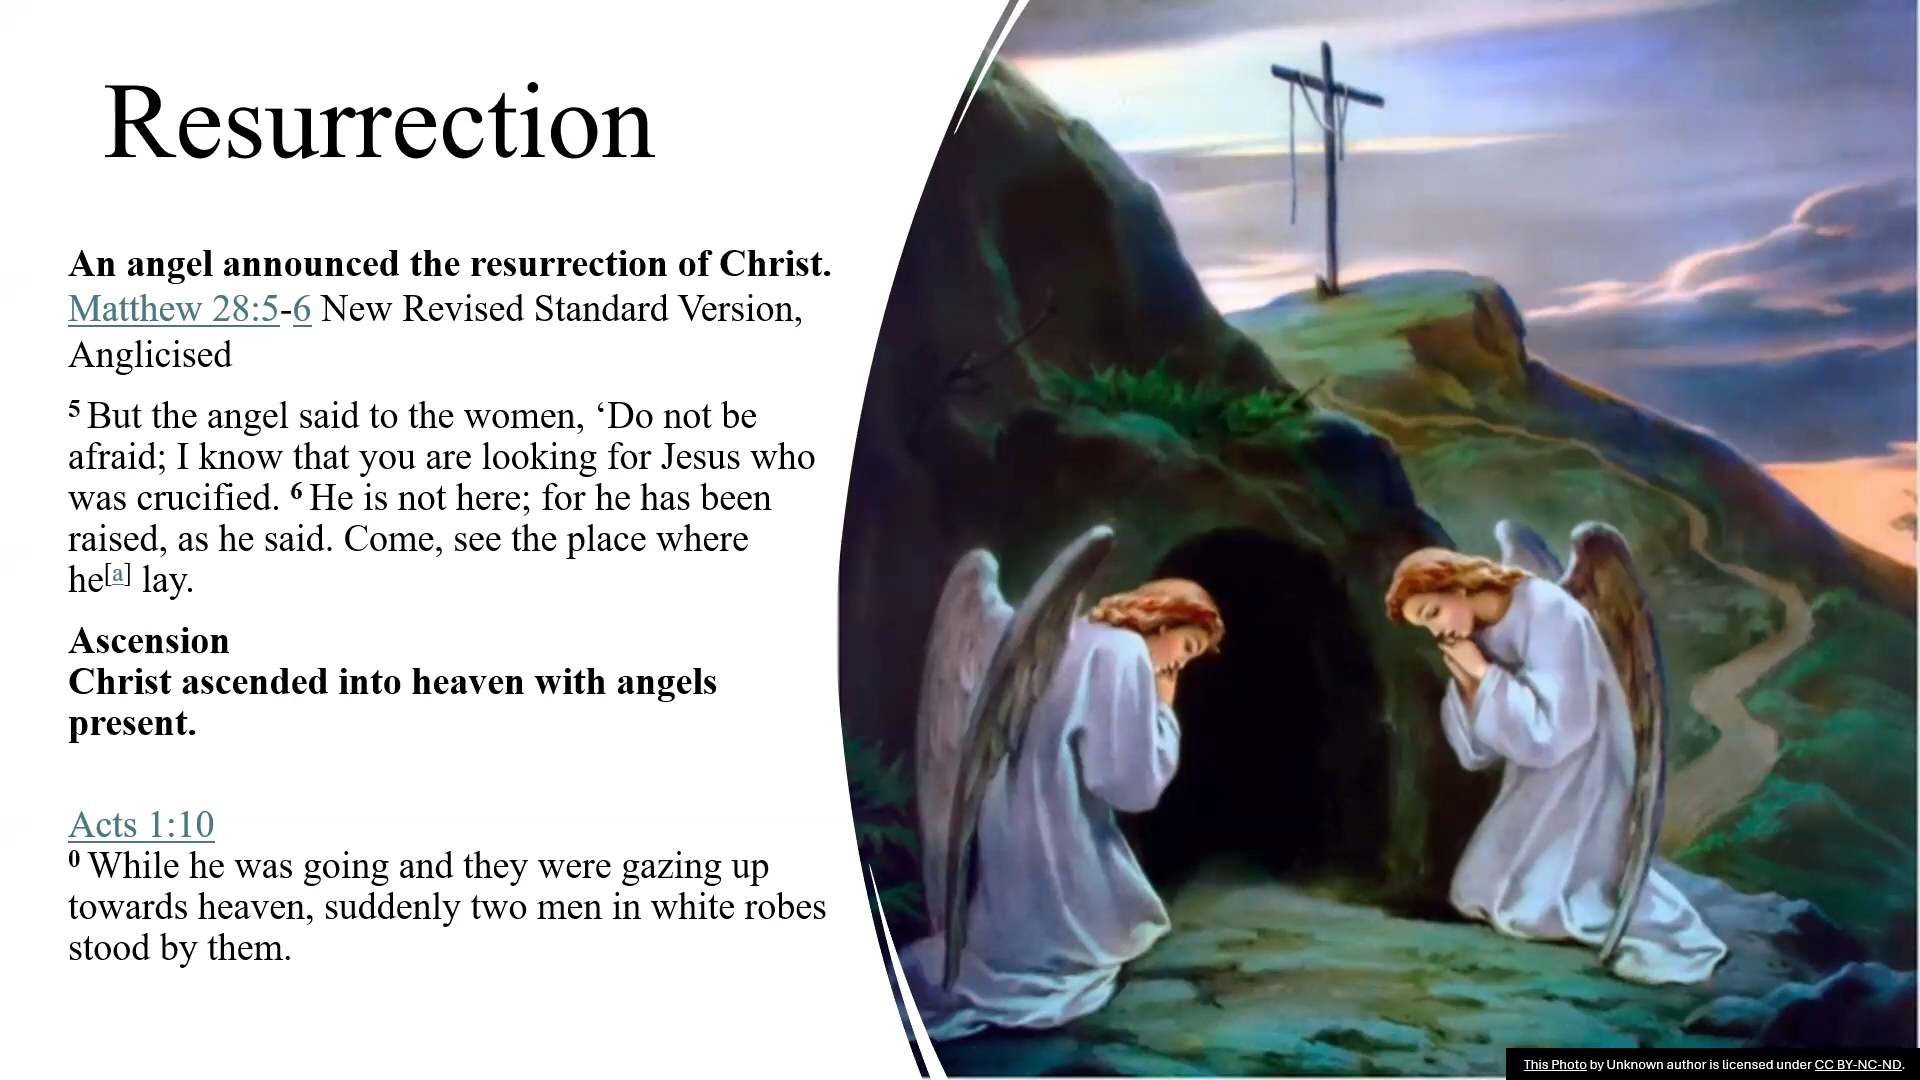 Resurrection
An angel announced the resurrection of Christ.
Matthew 28:5-6 New Revised Standard Version,
Anglicised
5 But the angel said to the women, ‘Do not be
afraid; I know that you are looking for Jesus who
was crucified. 6 He is not here; for he has been
raised, as he said. Come, see the place where
he[a] lay.
Ascension
Christ ascended into heaven with angels
present.
Acts 1:10
0 While he was going and they were gazing up
towards heaven, suddenly two men in white robes
stood by them.
This Photo by Unknown author is licensed under CC BY-NC-ND.